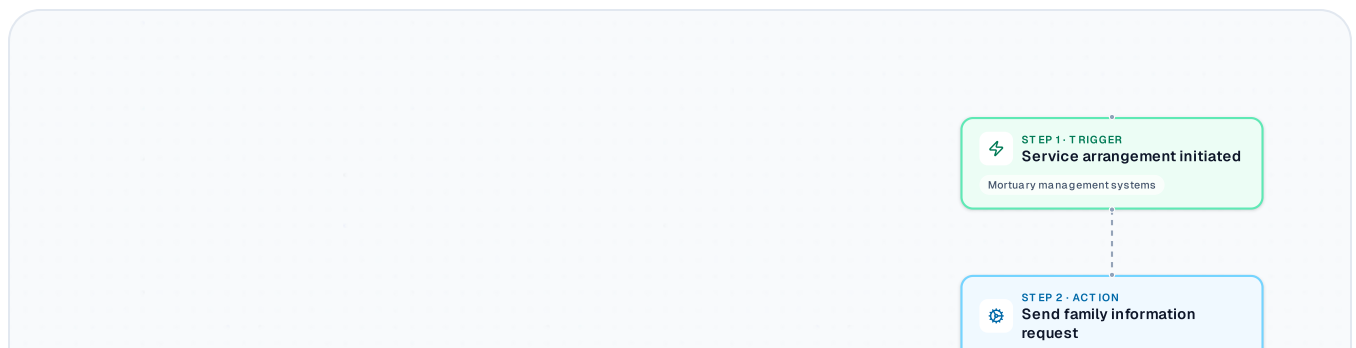 STEP 1 · TRIGGER
Service arrangement initiated
Mortuary management systems
STEP 2 · ACTION
Send family information
request